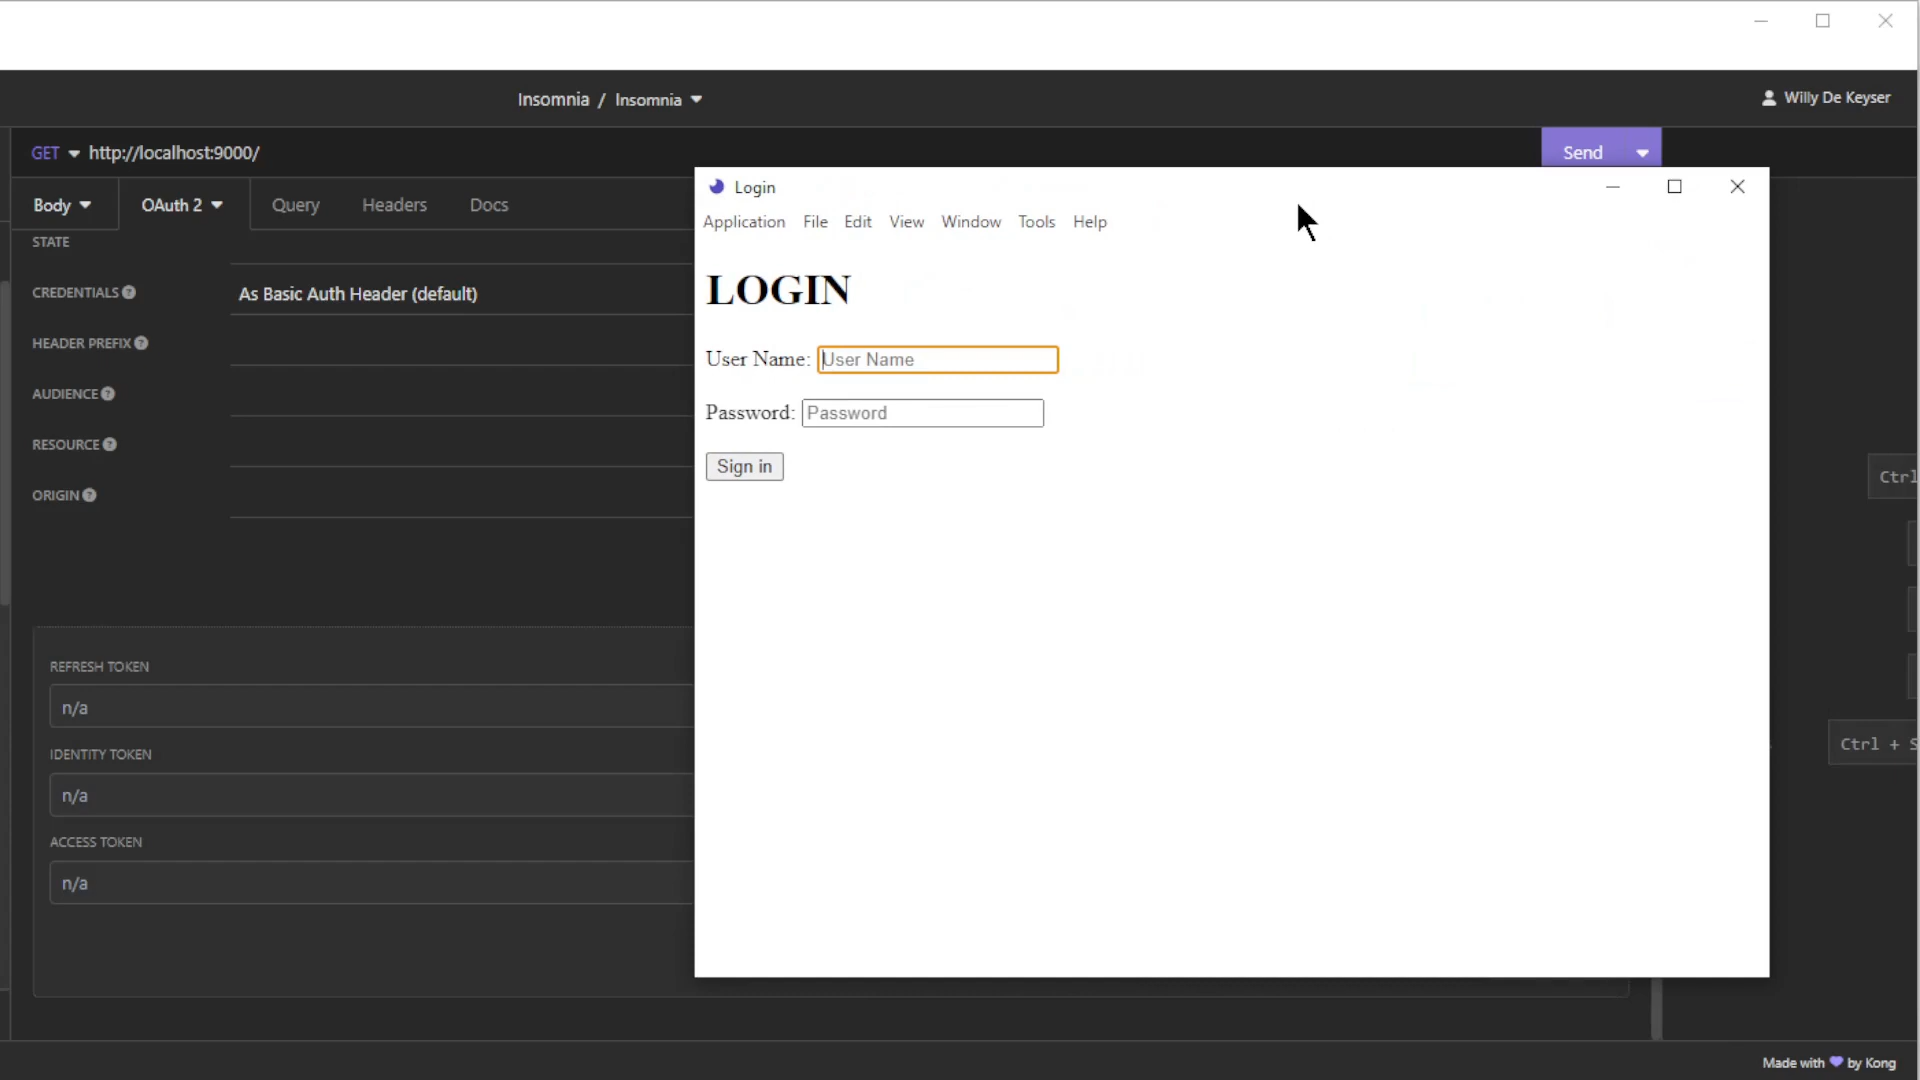 Insomnia / Insomnia
Willy De Keyser
GET http://localhost:9000/
Send
Body
OAuth 2
Query
Headers
Docs
STATE
CREDENTIALS ?
As Basic Auth Header (default)
HEADER PREFIX ?
AUDIENCE ?
RESOURCE ?
ORIGIN ?
REFRESH TOKEN
n/a
IDENTITY TOKEN
n/a
ACCESS TOKEN
n/a
Login
Application File Edit View Window Tools Help
LOGIN
User Name: User Name
Password: Password
Sign in
Ctrl
Ctrl + S
Made with 💜 by Kong